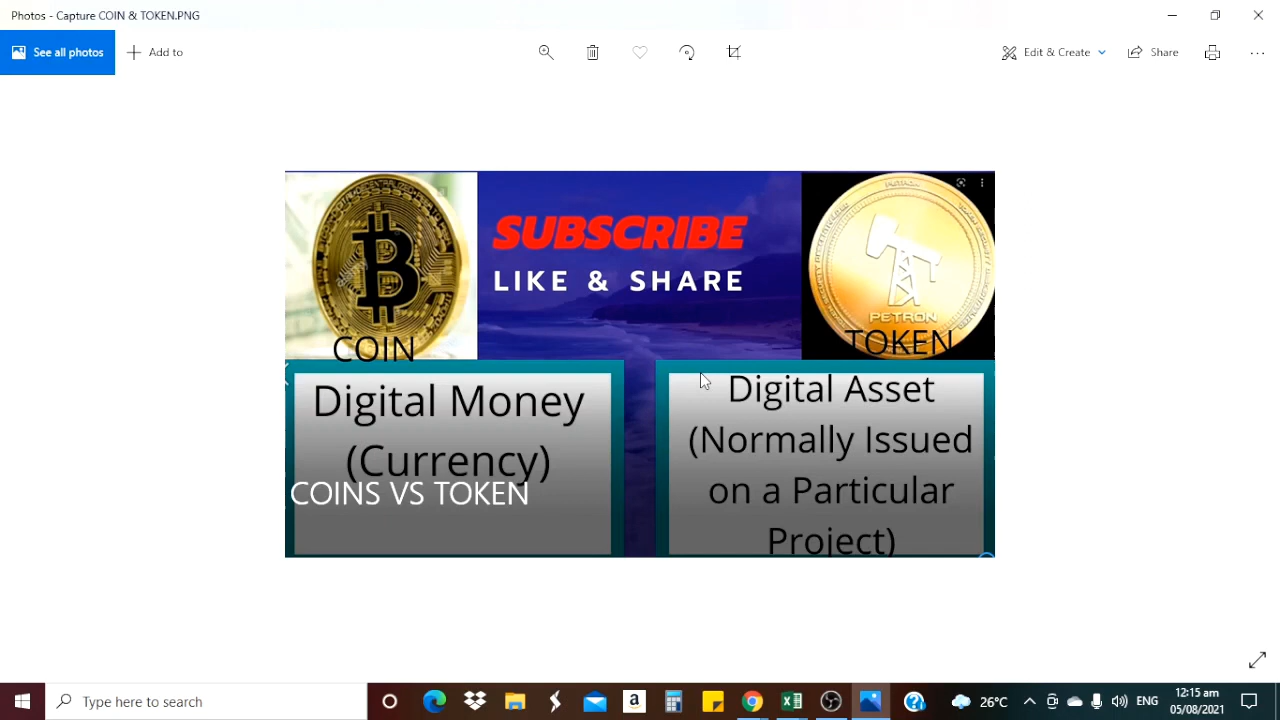 Photos - Capture COIN & TOKEN.PNG
See all photos
Add to
Edit & Create
Share
SUBSCRIBE
LIKE & SHARE
PETRON
PETRON
COIN
TOKEN
Digital Money
(Currency)
COINS VS TOKEN
Digital Asset
(Normally Issued
on a Particular
Project)
Type here to search
26°C
ENG
12:15 am
05/08/2021